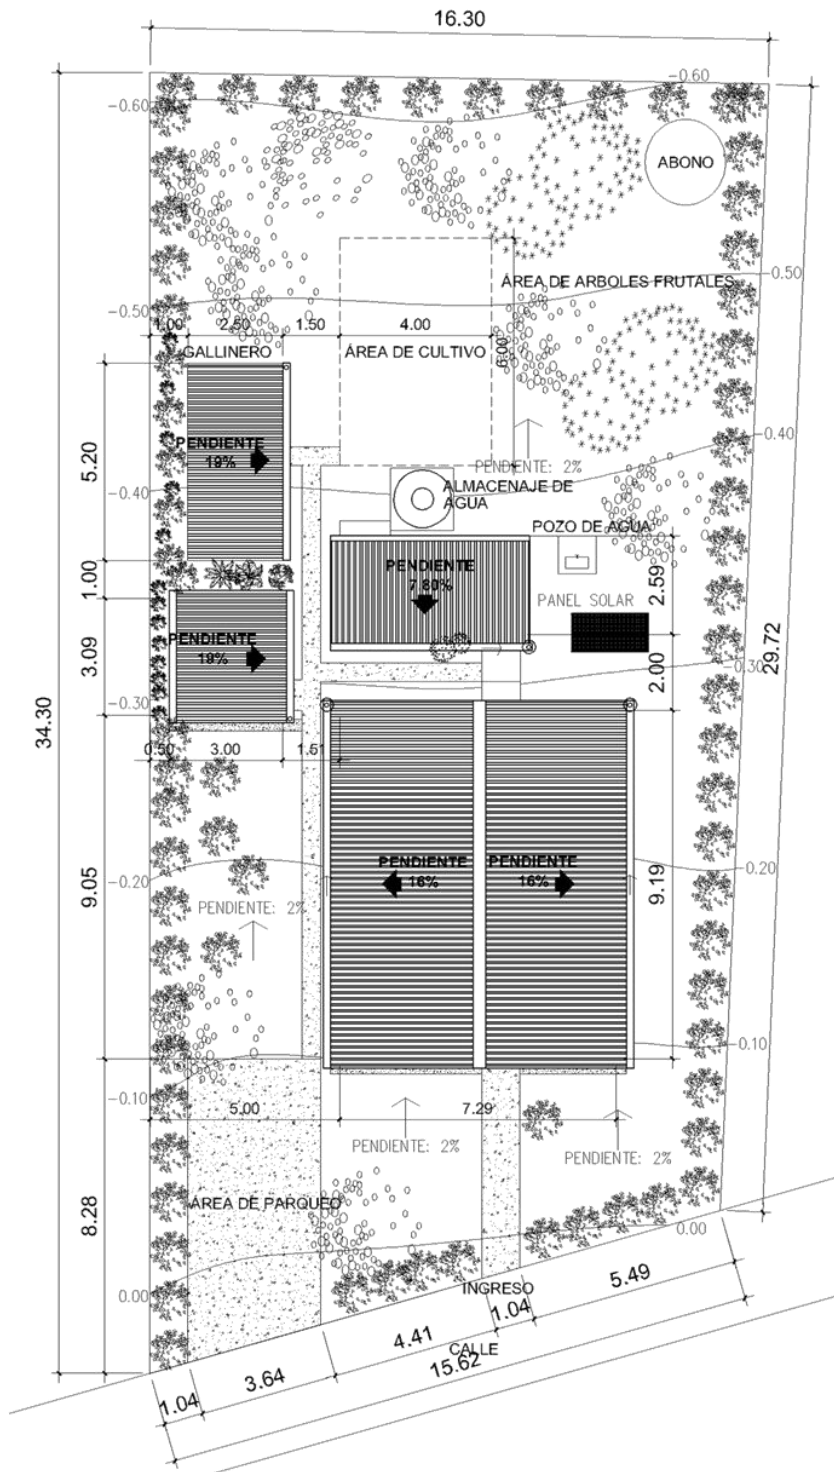 16.30
-0.60
-0.60
ABONO
ÁREA DE ARBOLES FRUTALES
-0.50
-0.50
1.00
2.50
1.50
4.00
GALLINERO
ÁREA DE CULTIVO
6.00
-0.40
PENDIENTE
19%
5.20
PENDIENTE: 2%
ALMACENAJE DE
AGUA
-0.40
POZO DE AGUA
PENDIENTE
7.80%
1.00
2.59
PANEL SOLAR
PENDIENTE
19%
3.09
2.00
-0.30
29.72
-0.30
34.30
0.50
3.00
1.51
PENDIENTE
16%
PENDIENTE
16%
9.19
-0.20
-0.20
9.05
PENDIENTE: 2%
-0.10
-0.10
5.00
7.29
PENDIENTE: 2%
PENDIENTE: 2%
ÁREA DE PARQUEO
8.28
0.00
0.00
INGRESO
5.49
1.04
4.41
CALLE
15.62
3.64
1.04